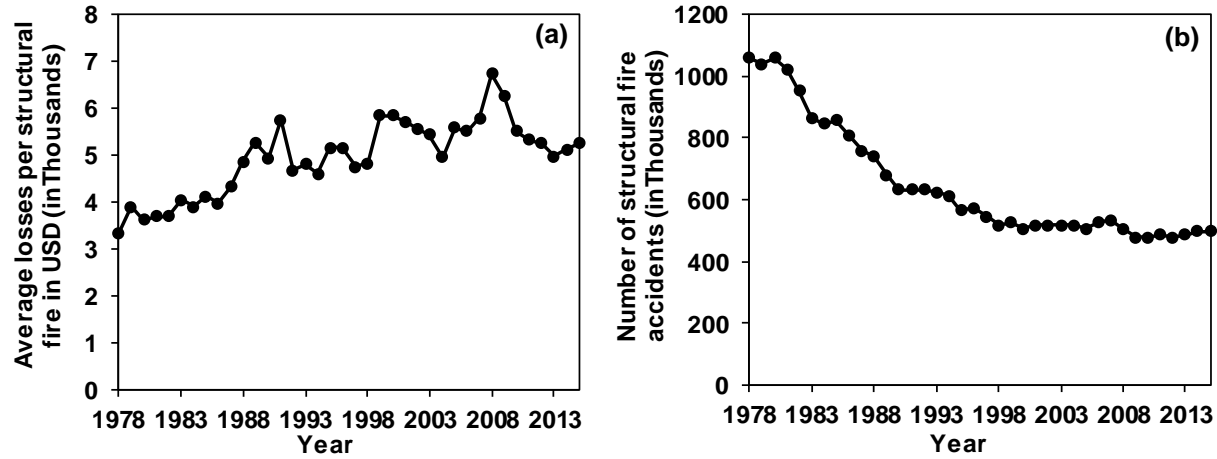 Average losses per structural
fire in USD (inThousands)
8
7
6
5
4
3
2
1
0
(a)
1978 1983 1988 1993 1998 2003 2008 2013
Year
Number of structural fire
accidents (inThousands)
1200
1000
800
600
400
200
0
(b)
1978 1983 1988 1993 1998 2003 2008 2013
Year